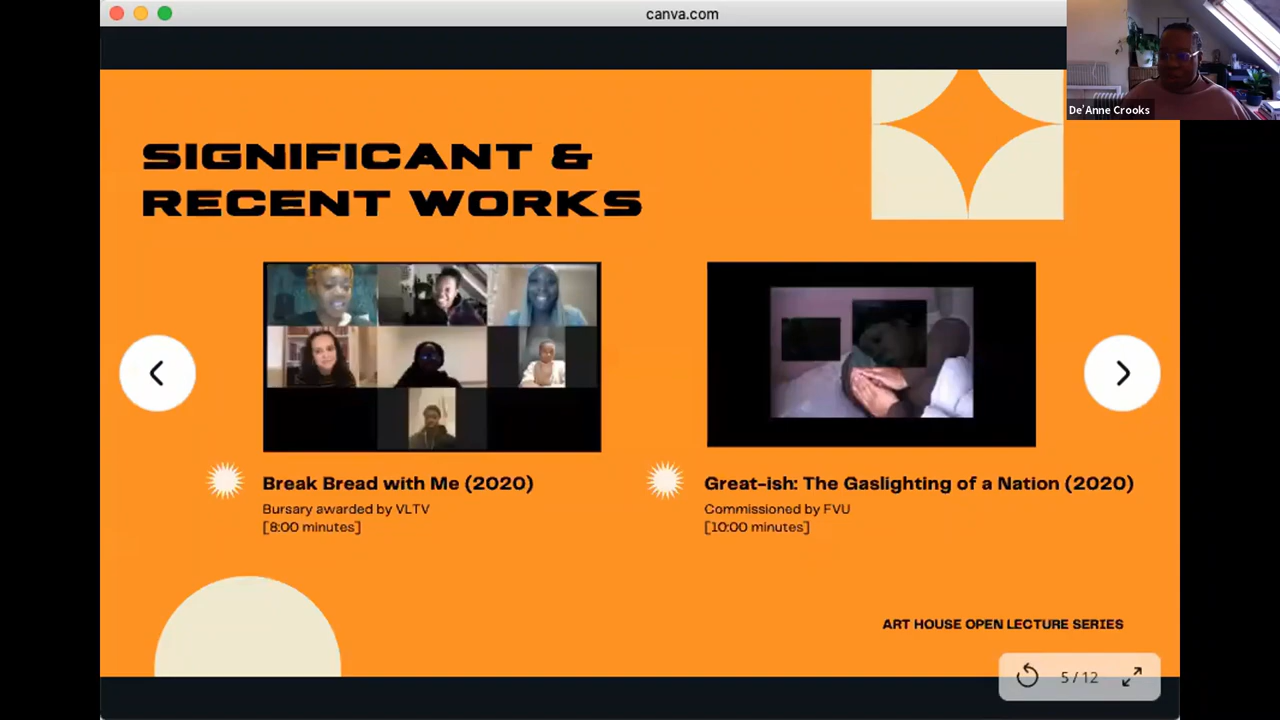 canva.com
De'Anne Crooks
SIGNIFICANT &
RECENT WORKS
Break Bread with Me (2020)
Bursary awarded by VLTV
[8:00 minutes]
Great-ish: The Gaslighting of a Nation (2020)
Commissioned by FVU
[10:00 minutes]
ART HOUSE OPEN LECTURE SERIES
5 / 12